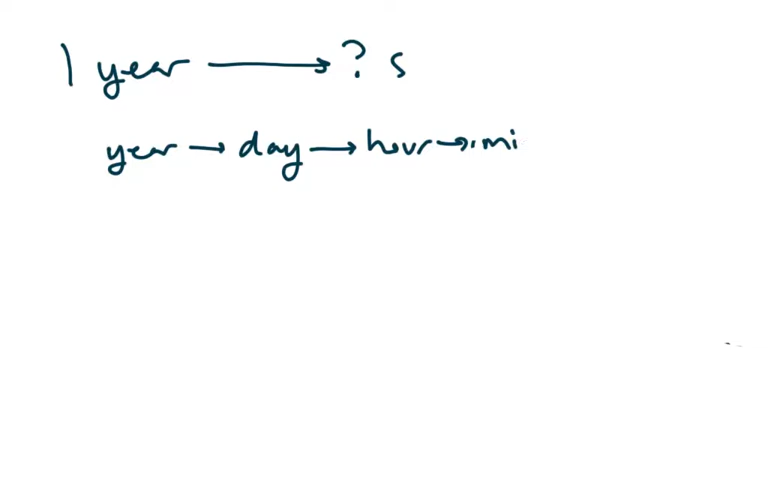 1 year → ? s
year → day → hour → mi